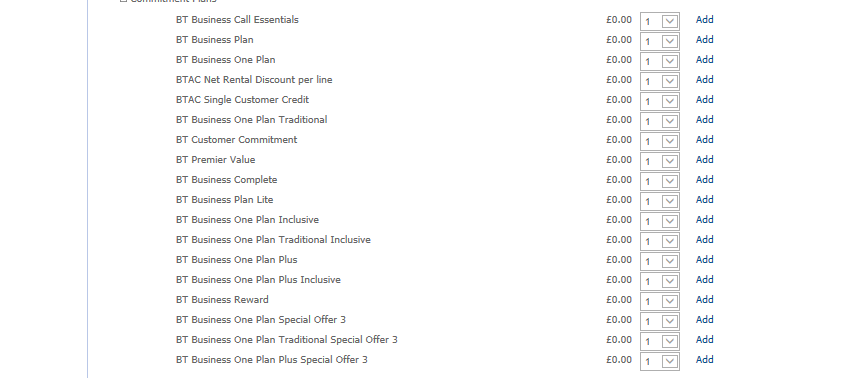 Commitment Plans
BT Business Call Essentials £0.00 1 Add
BT Business Plan £0.00 1 Add
BT Business One Plan £0.00 1 Add
BTAC Net Rental Discount per line £0.00 1 Add
BTAC Single Customer Credit £0.00 1 Add
BT Business One Plan Traditional £0.00 1 Add
BT Customer Commitment £0.00 1 Add
BT Premier Value £0.00 1 Add
BT Business Complete £0.00 1 Add
BT Business Plan Lite £0.00 1 Add
BT Business One Plan Inclusive £0.00 1 Add
BT Business One Plan Traditional Inclusive £0.00 1 Add
BT Business One Plan Plus £0.00 1 Add
BT Business One Plan Plus Inclusive £0.00 1 Add
BT Business Reward £0.00 1 Add
BT Business One Plan Special Offer 3 £0.00 1 Add
BT Business One Plan Traditional Special Offer 3 £0.00 1 Add
BT Business One Plan Plus Special Offer 3 £0.00 1 Add